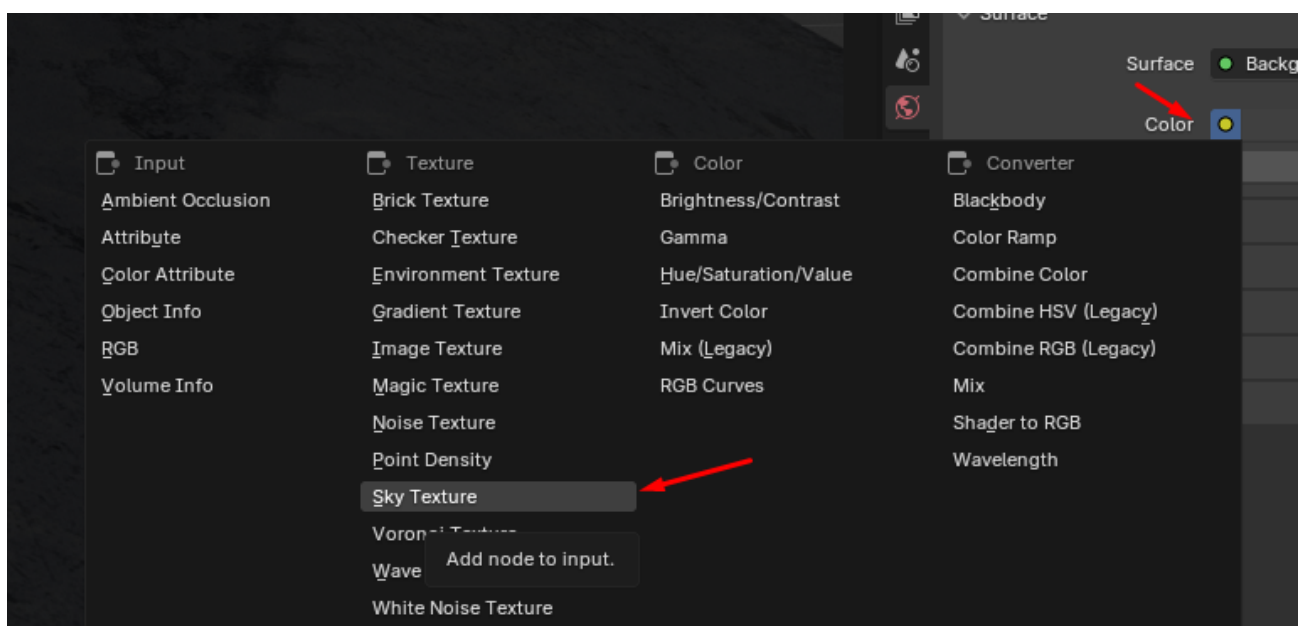 Surface
Surface Backg
Color
Input
Ambient Occlusion
Attribute
Color Attribute
Object Info
RGB
Volume Info
Texture
Brick Texture
Checker Texture
Environment Texture
Gradient Texture
Image Texture
Magic Texture
Noise Texture
Point Density
Sky Texture
Wave
White Noise Texture
Add node to input.
Color
Brightness/Contrast
Gamma
Hue/Saturation/Value
Invert Color
Mix (Legacy)
RGB Curves
Converter
Blackbody
Color Ramp
Combine Color
Combine HSV (Legacy)
Combine RGB (Legacy)
Mix
Shader to RGB
Wavelength